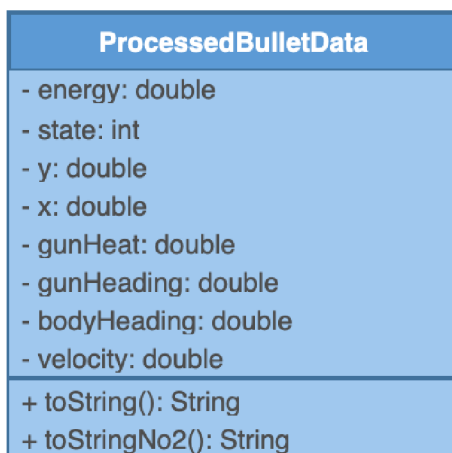 ProcessedBulletData
- energy: double
- state: int
- y: double
- x: double
- gunHeat: double
- gunHeading: double
- bodyHeading: double
- velocity: double
+ toString(): String
+ toStringNo2(): String